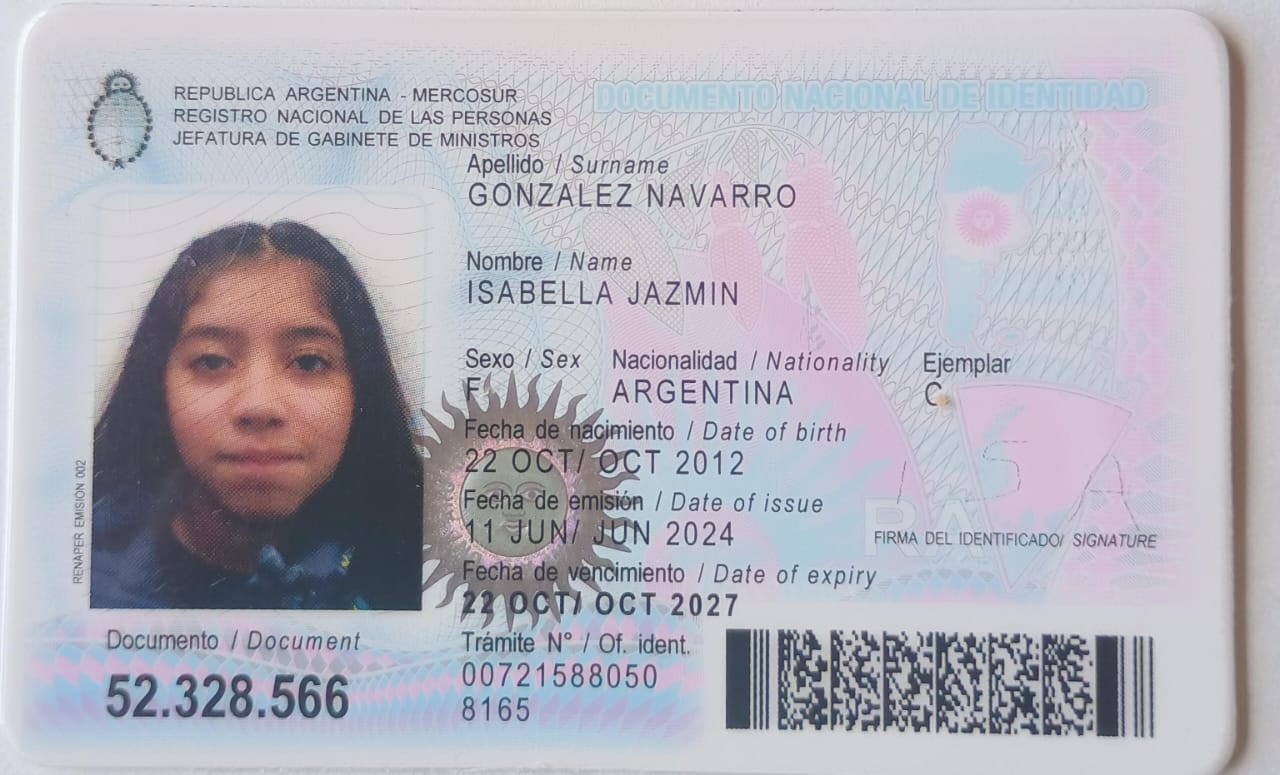 REPUBLICA ARGENTINA - MERCOSUR
REGISTRO NACIONAL DE LAS PERSONAS
JEFATURA DE GABINETE DE MINISTROS
DOCUMENTO NACIONAL DE IDENTIDAD
Apellido / Surname
GONZALEZ NAVARRO
Nombre / Name
ISABELLA JAZMIN
Sexo / Sex Nacionalidad / Nationality Ejemplar
F ARGENTINA C
Fecha de nacimiento / Date of birth
22 OCT/ OCT 2012
Fecha de emisión / Date of issue
11 JUN/ JUN 2024
ISA
RA
FIRMA DEL IDENTIFICADO/ SIGNATURE
Fecha de vencimiento / Date of expiry
22 OCT/ OCT 2027
RENAPER EMISION 002
Documento / Document
52.328.566
Trámite N° / Of. ident.
00721588050
8165